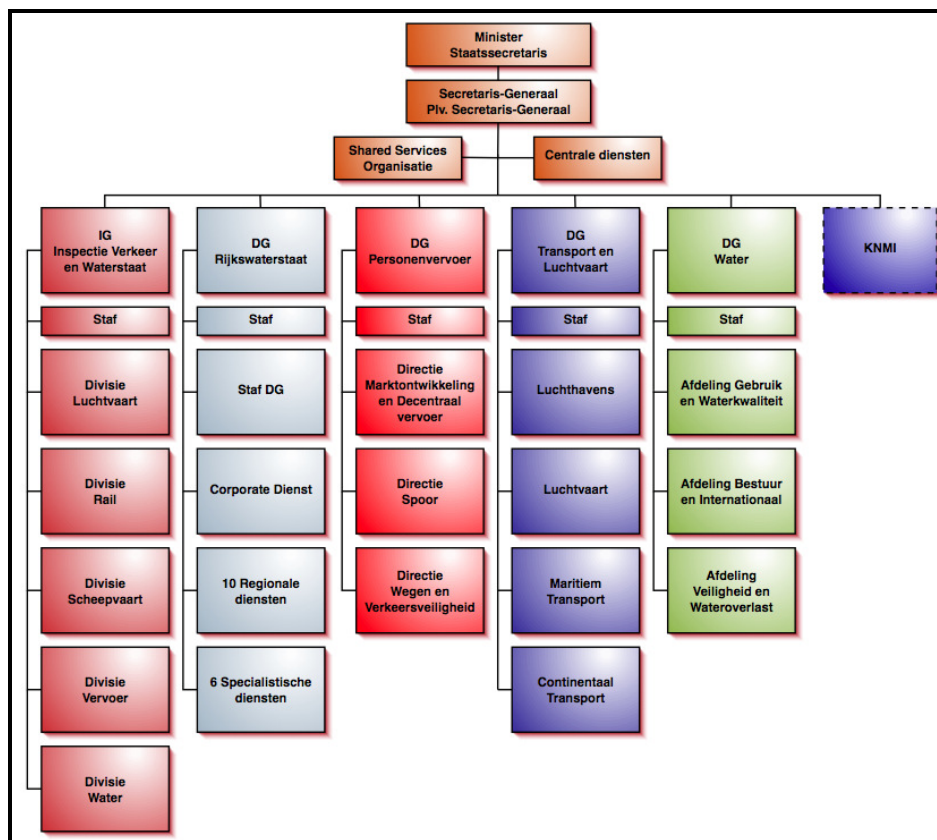 Minister
Staatssecretaris
Secretaris-Generaal
Plv. Secretaris-Generaal
Shared Services
Organisatie
Centrale diensten
IG
Inspectie Verkeer
en Waterstaat
Staf
Divisie
Luchtvaart
Divisie
Rail
Divisie
Scheepvaart
Divisie
Vervoer
Divisie
Water
DG
Rijkswaterstaat
Staf
Staf DG
Corporate Dienst
10 Regionale
diensten
6 Specialistische
diensten
DG
Personenvervoer
Staf
Directie
Marktontwikkeling
en Decentraal
vervoer
Directie
Spoor
Directie
Wegen en
Verkeersveiligheid
DG
Transport en
Luchtvaart
Staf
Luchthavens
Luchtvaart
Maritiem
Transport
Continentaal
Transport
DG
Water
Staf
Afdeling Gebruik
en Waterkwaliteit
Afdeling Bestuur
en Internationaal
Afdeling
Veiligheid en
Wateroverlast
KNMI